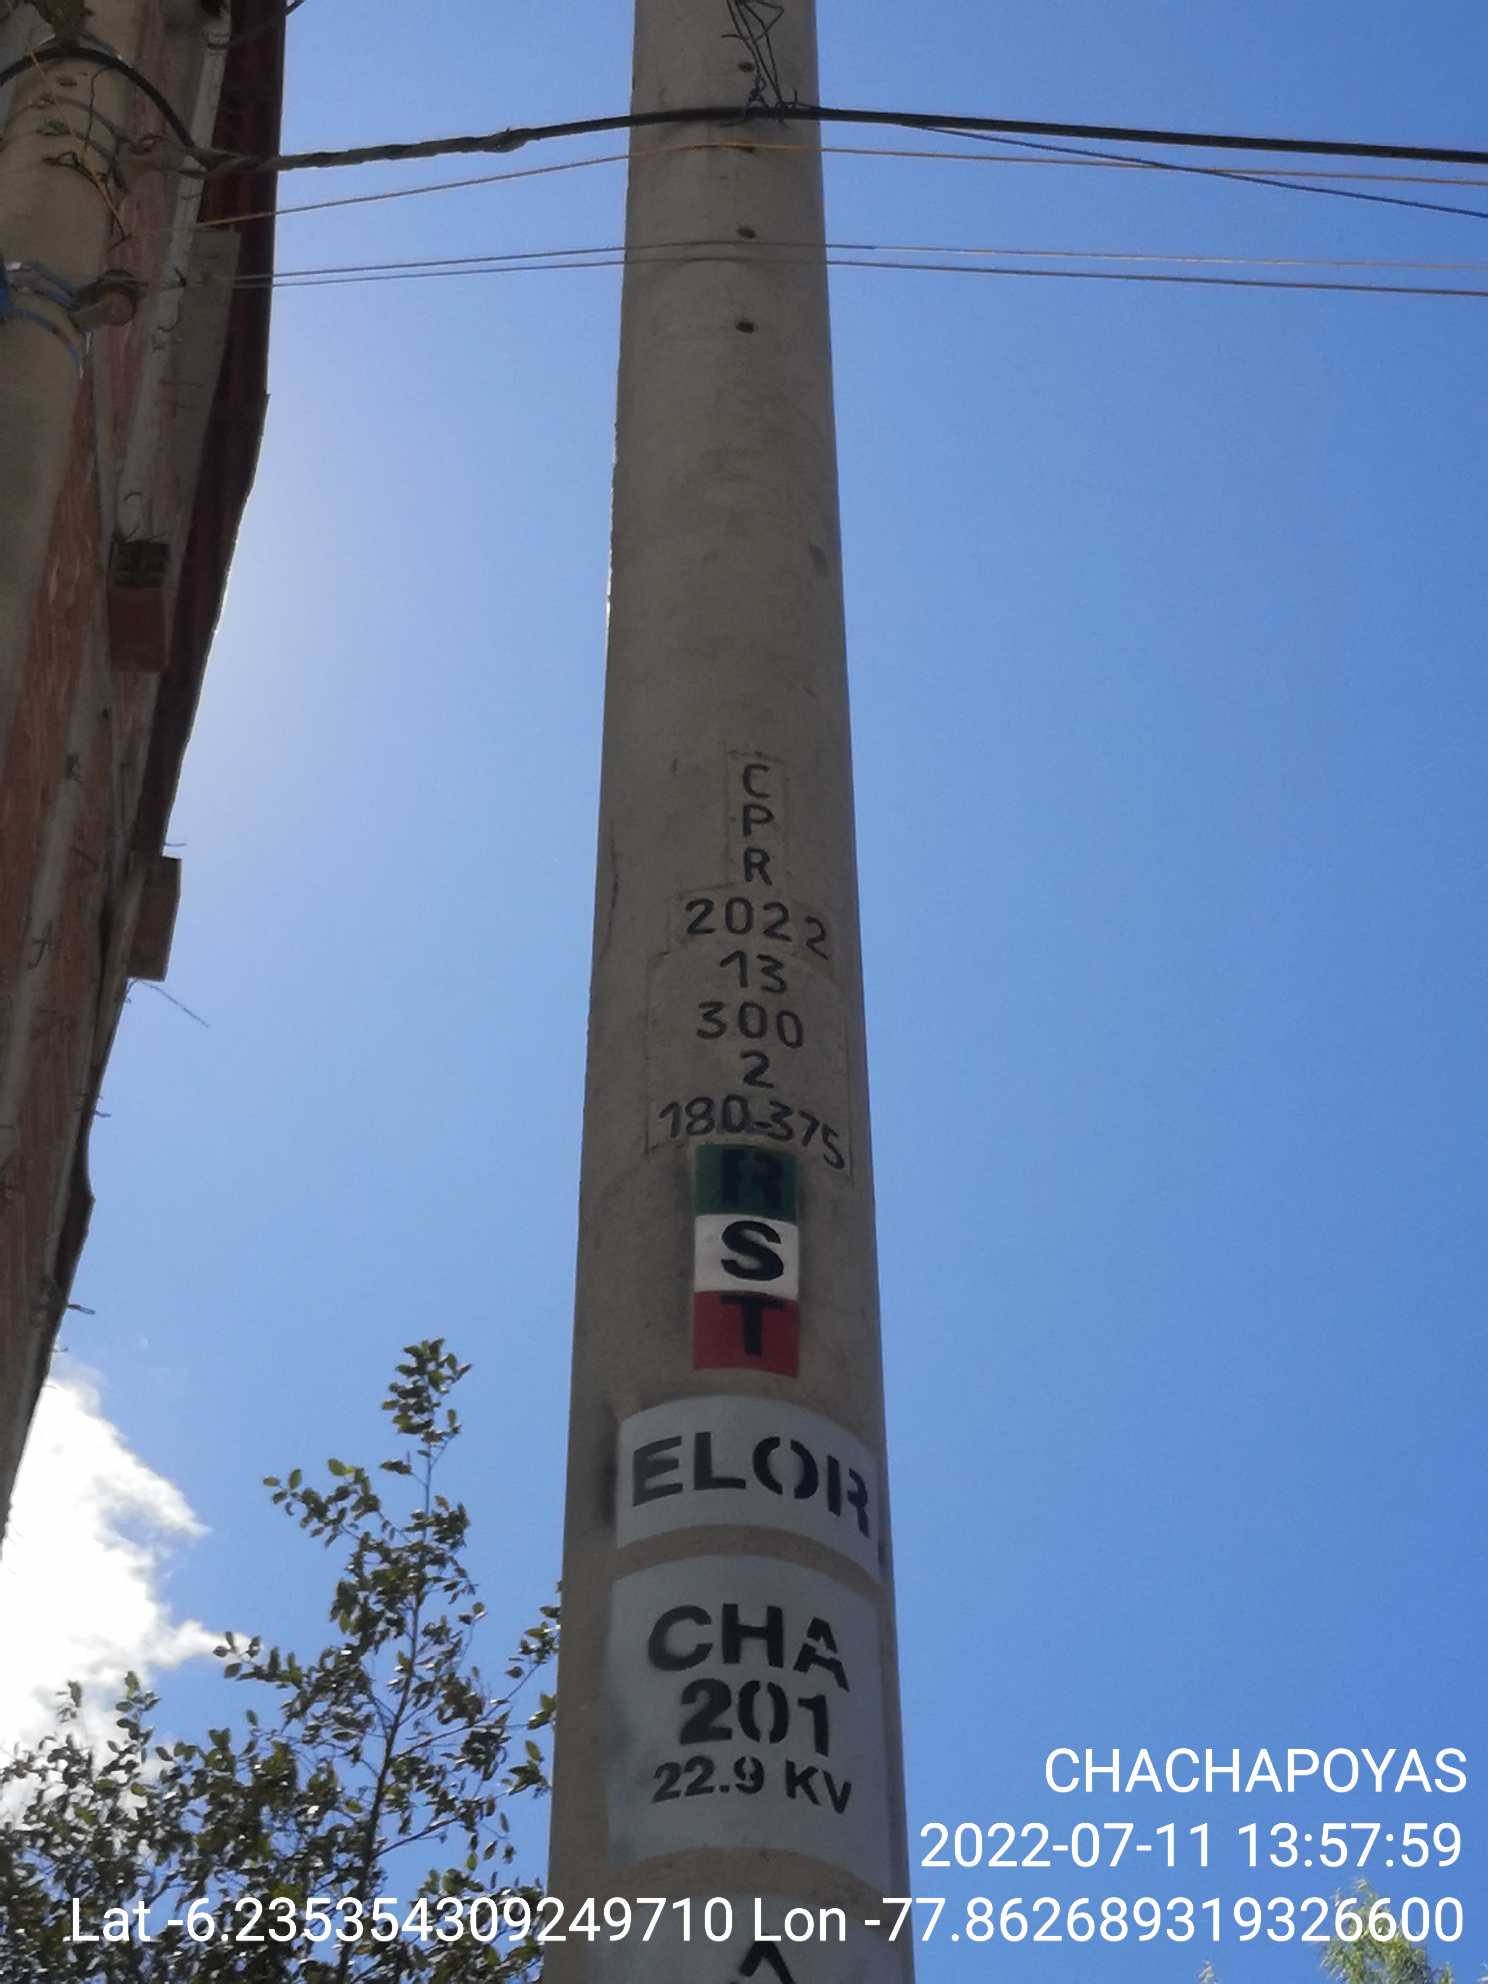 C
P
R
2022
13
300
2
180-375
R
S
T
ELOR
CHA
201
22.9 KV
A
CHACHAPOYAS
2022-07-11 13:57:59
Lat -6.235354309249710 Lon -77.862689319326600